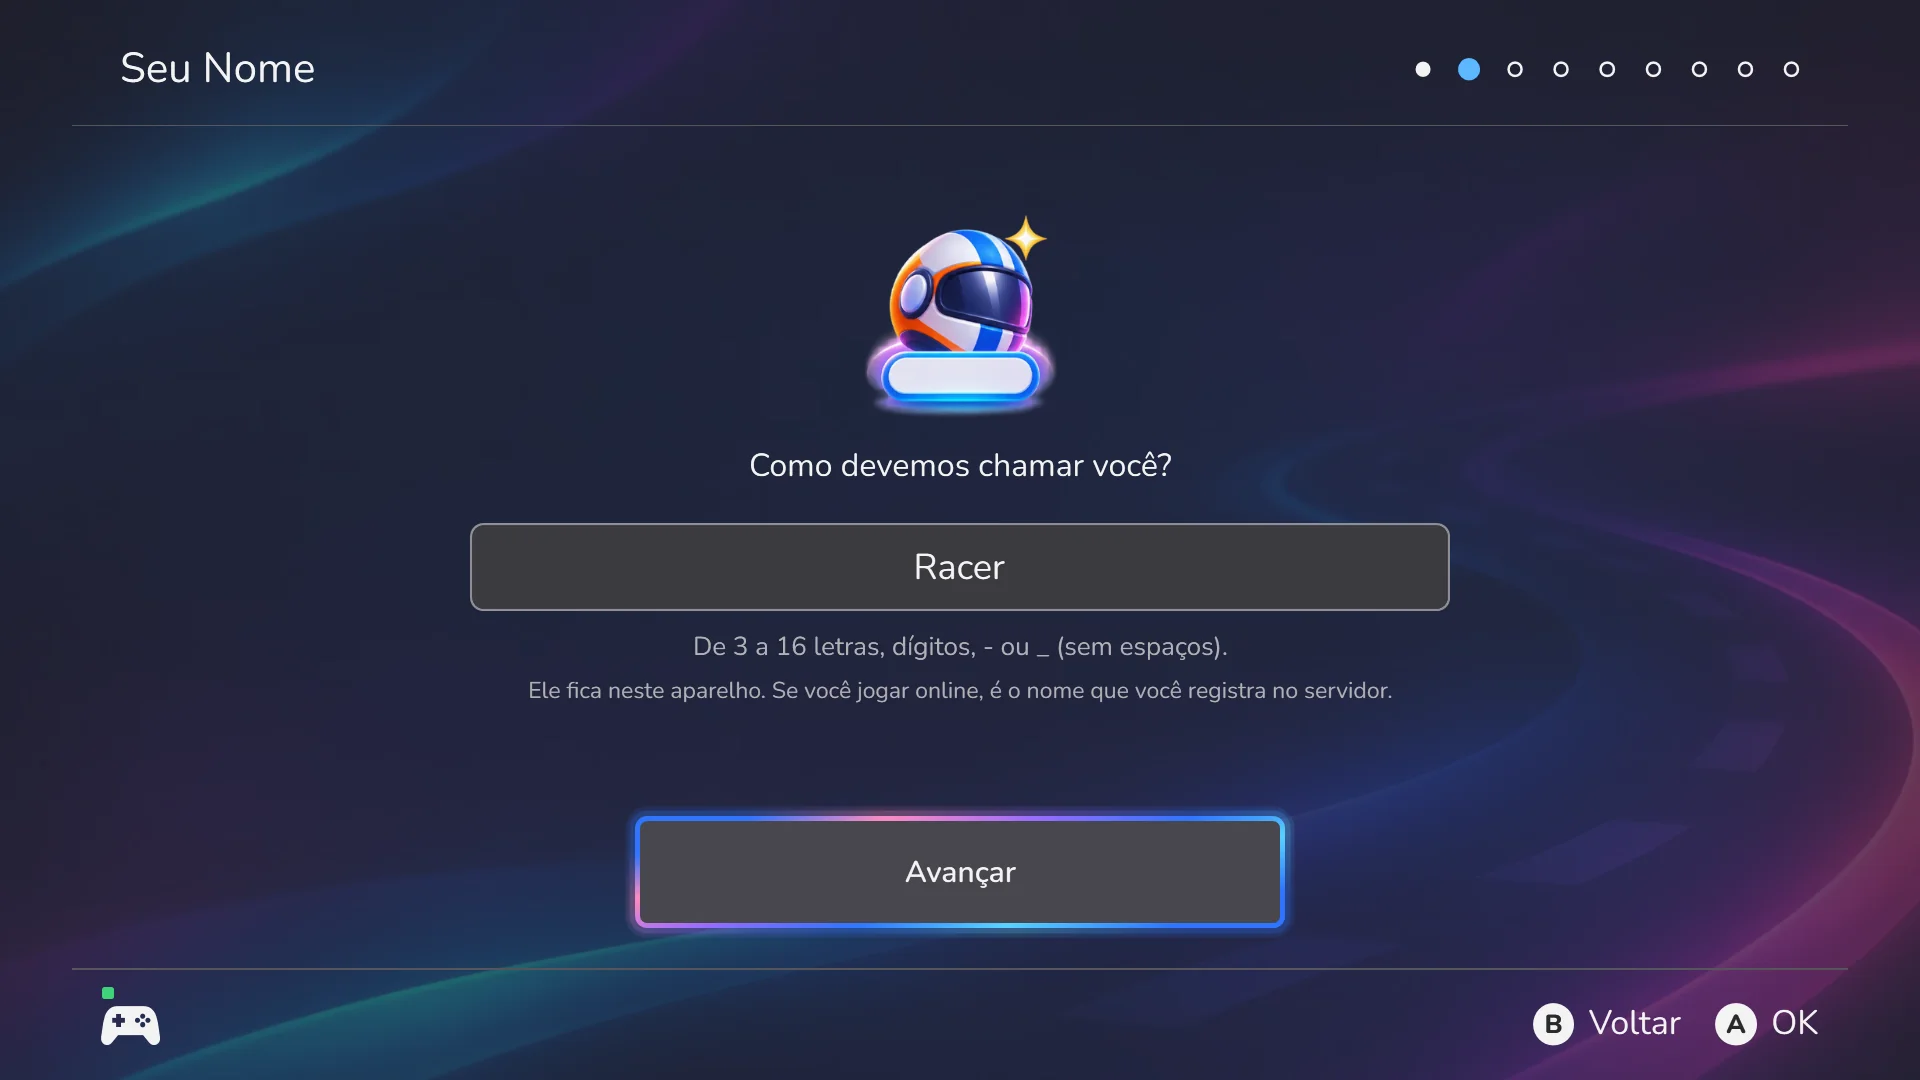 Seu Nome
Como devemos chamar você?
Racer
De 3 a 16 letras, dígitos, - ou _ (sem espaços).
Ele fica neste aparelho. Se você jogar online, é o nome que você registra no servidor.
Avançar
B Voltar A OK